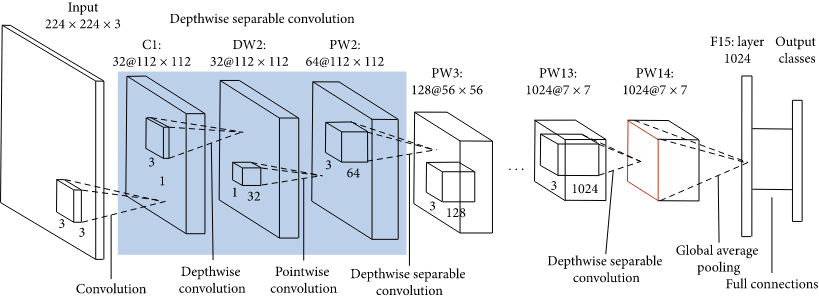 Input
224 × 224 × 3
Depthwise separable convolution
C1:
32@112 × 112
DW2:
32@112 × 112
PW2:
64@112 × 112
PW3:
128@56 × 56
PW13:
1024@7 × 7
PW14:
1024@7 × 7
F15: layer
1024
Output
classes
3
3
3
1
1
32
3
64
3
128
...
3
1024
Convolution
Depthwise
convolution
Pointwise
convolution
Depthwise separable
convolution
Depthwise separable
convolution
Global average
pooling
Full connections